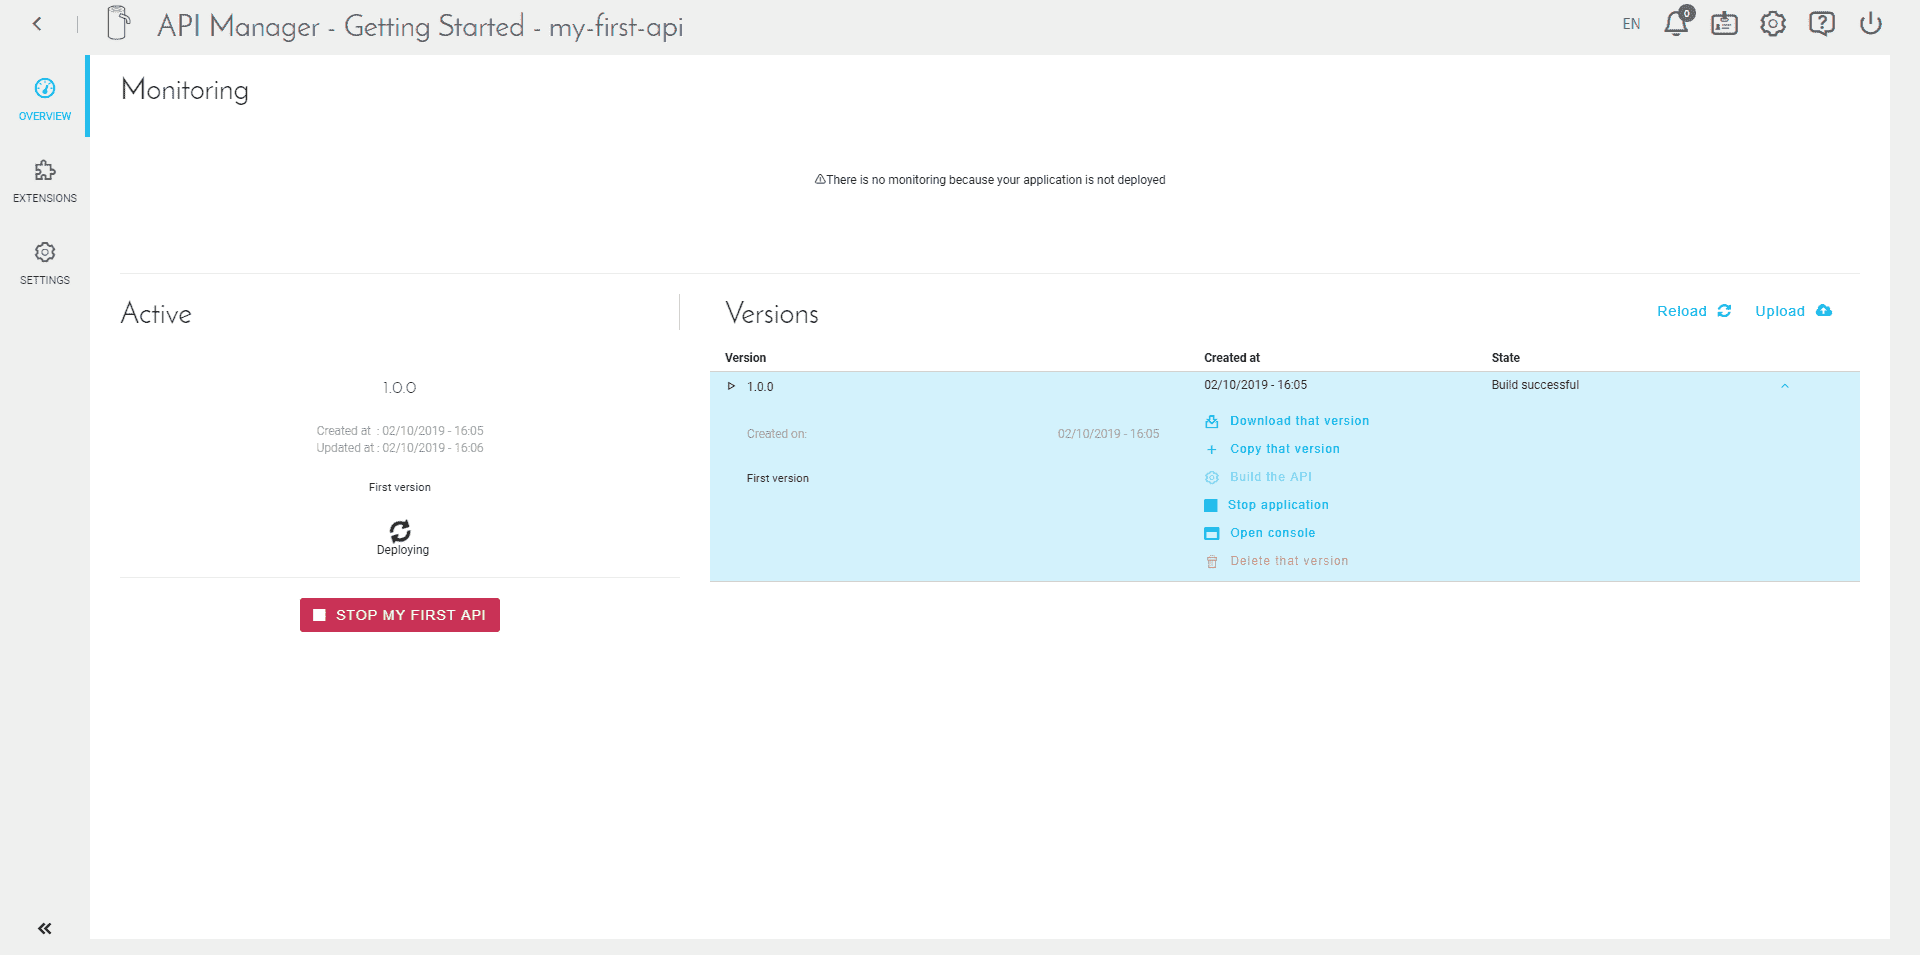 API Manager - Getting Started - my-first-api
EN
0
OVERVIEW
EXTENSIONS
SETTINGS
Monitoring
There is no monitoring because your application is not deployed
Active
1.0.0
Created at : 02/10/2019 - 16:05
Updated at : 02/10/2019 - 16:06
First version
Deploying
STOP MY FIRST API
Versions
Reload
Upload
Version Created at State
1.0.0 02/10/2019 - 16:05 Build successful
Created on: 02/10/2019 - 16:05
First version
Download that version
Copy that version
Build the API
Stop application
Open console
Delete that version